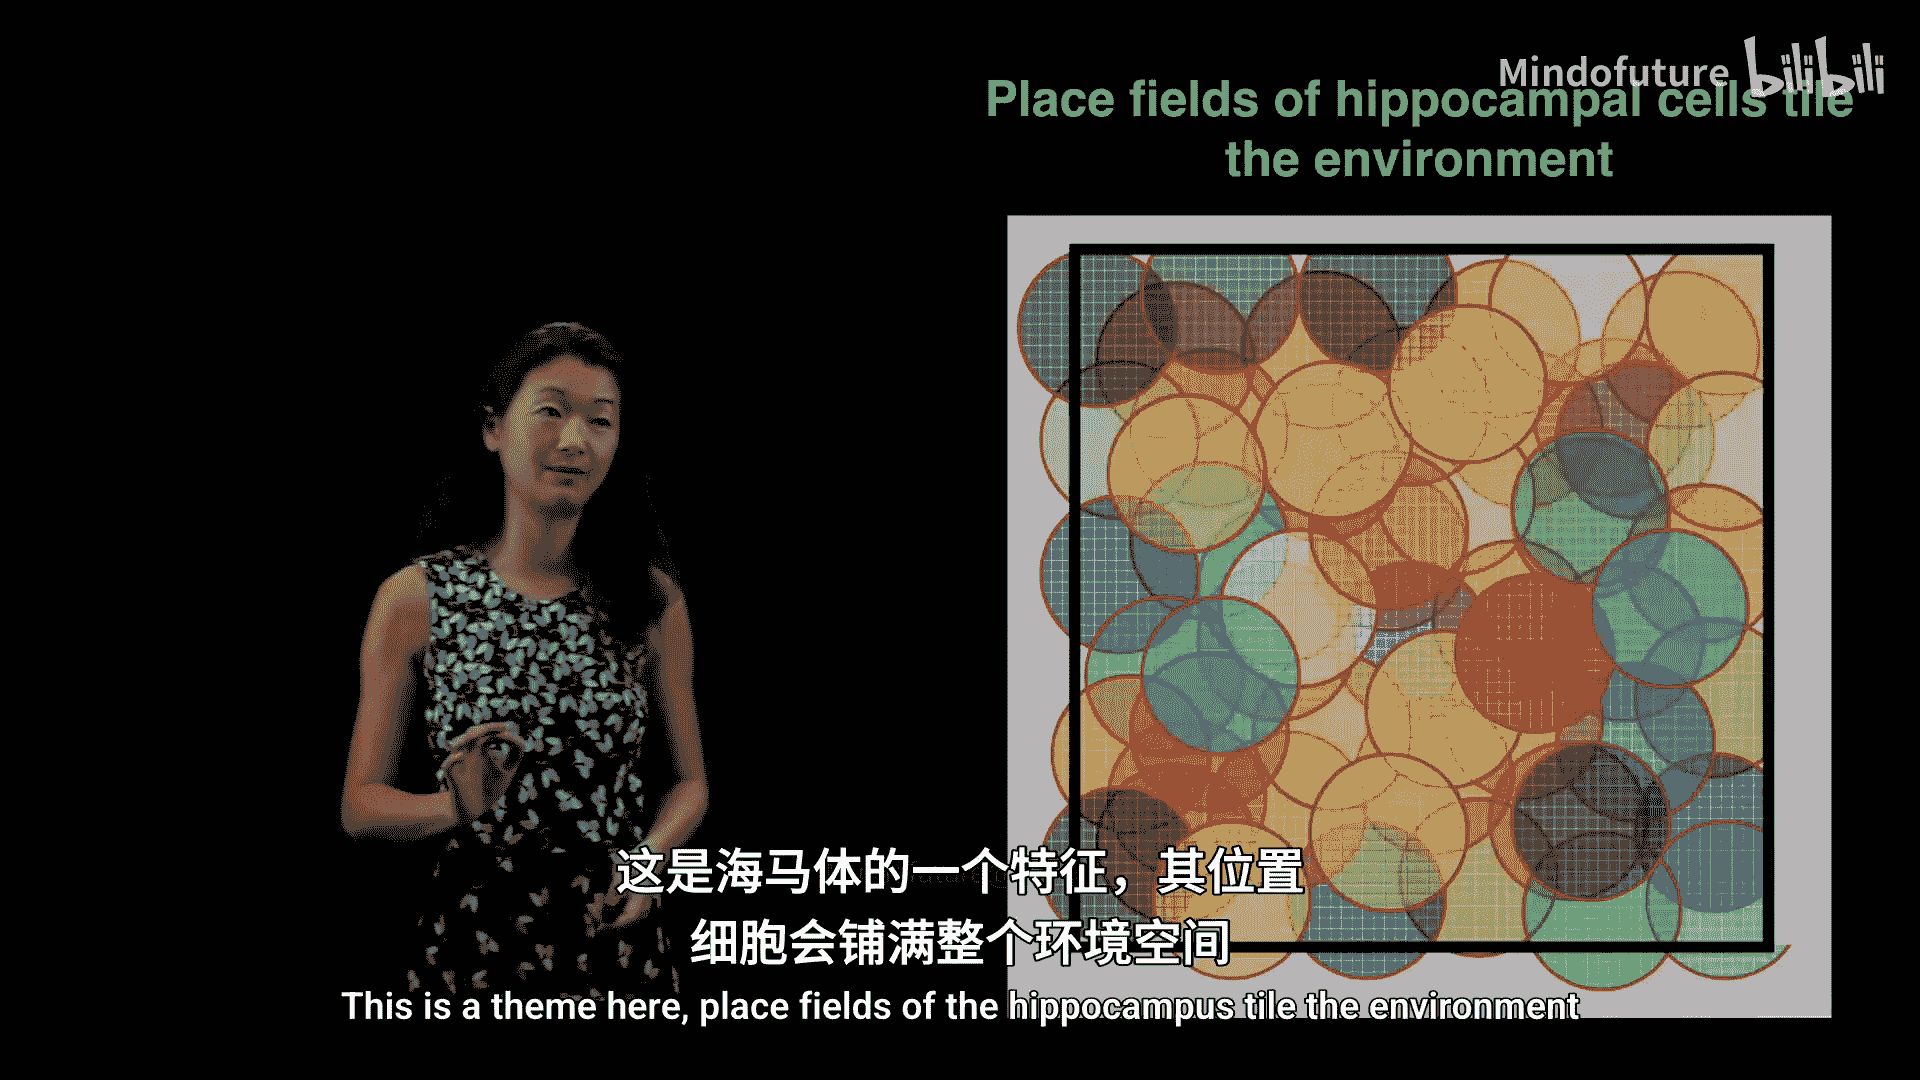 Mindofuture bilibili
Place fields of hippocampal cells tile
the environment
这是海马体的一个特征，其位置
细胞会铺满整个环境空间
This is a theme here, place fields of the hippocampus tile the environment